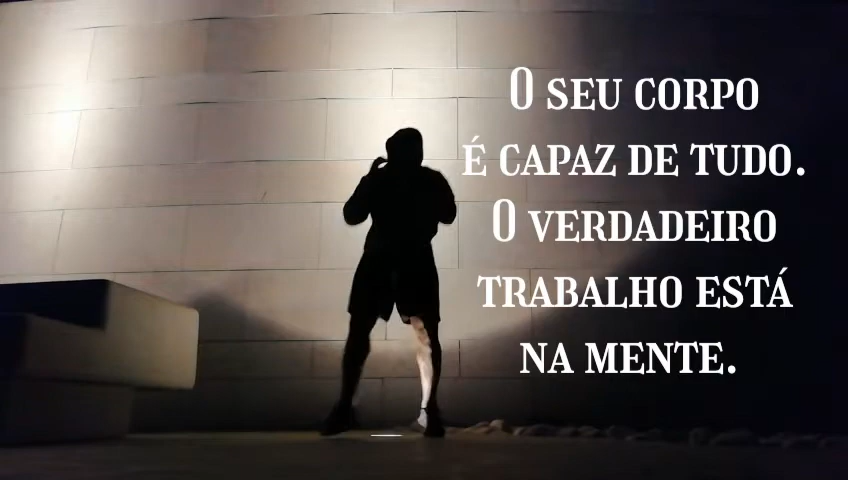 O SEU CORPO
É CAPAZ DE TUDO.
O VERDADEIRO
TRABALHO ESTÁ
NA MENTE.